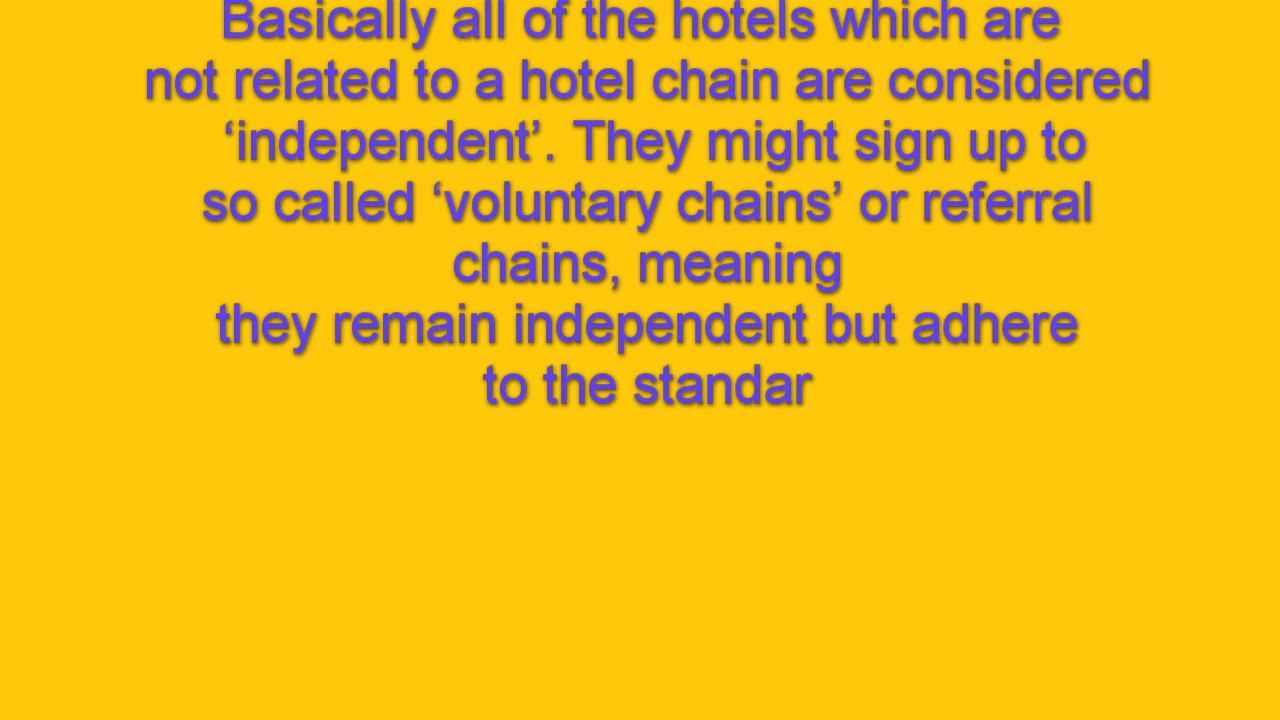 Basically all of the hotels which are
not related to a hotel chain are considered
‘independent’. They might sign up to
so called ‘voluntary chains’ or referral
chains, meaning
they remain independent but adhere
to the standar